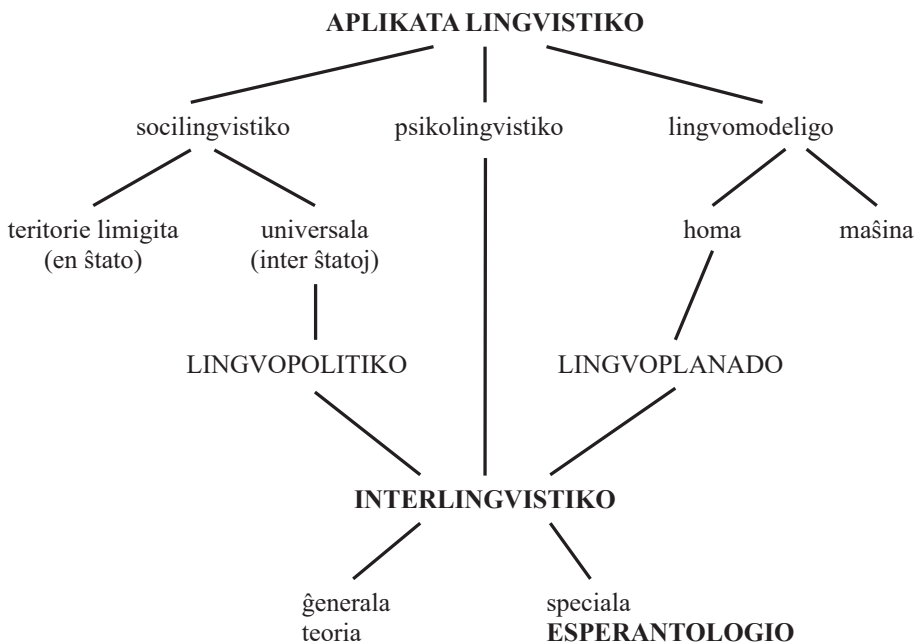 APLIKATA LINGVISTIKO
socilingvistiko psikolingvistiko lingvomodeligo
teritorie limigita universala homa maŝina
(en ŝtato) (inter ŝtatoj)
LINGVOPOLITIKO LINGVOPLANADO
INTERLINGVISTIKO
ĝenerala speciala
teoria ESPERANTOLOGIO